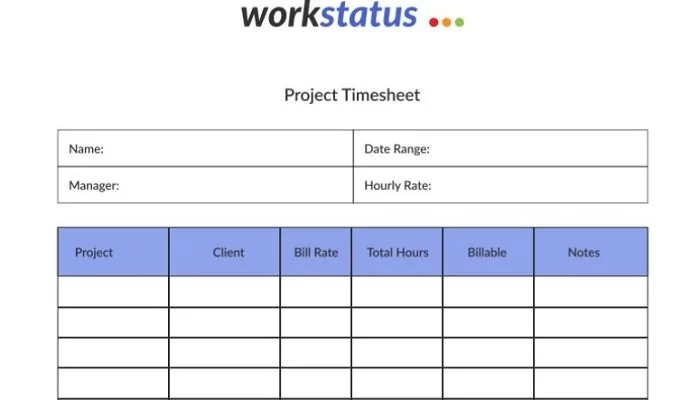 workstatus
Project Timesheet
Name: Date Range:
Manager: Hourly Rate:
Project Client Bill Rate Total Hours Billable Notes